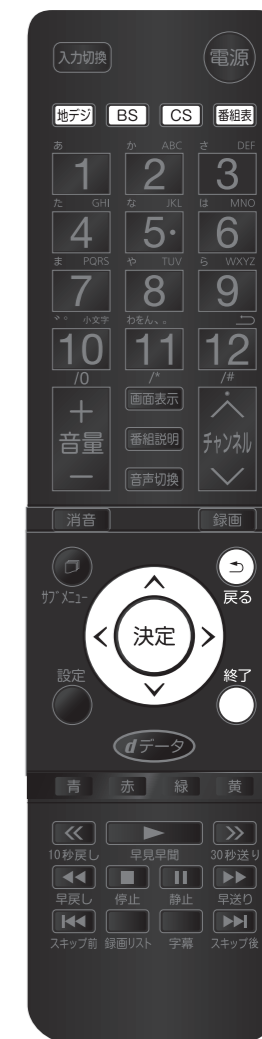 入力切換 電源
地デジ BS CS 番組表
あ か ABC さ DEF
1 2 3
た GHI な JKL は MNO
4 5・ 6
ま PQRS や TUV ら WXYZ
7 8 9
゛゜ 小文字 わをん、。
10 11 12
/0 /* /#
+ 画面表示
音量 番組説明 チャンネル
− 音声切換
消音 録画
サブメニュー 戻る
決定
設定 終了
dデータ
青 赤 緑 黄
10秒戻し 早見早聞 30秒送り
早戻し 停止 静止 早送り
スキップ前 録画リスト 字幕 スキップ後